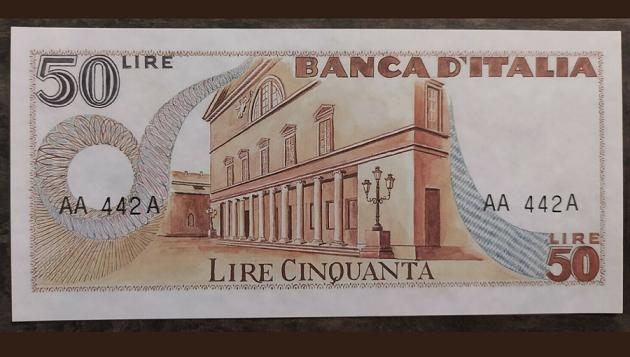 50 LIRE
BANCA D'ITALIA
AA 442A
AA 442A
LIRE CINQUANTA
LIRE
50